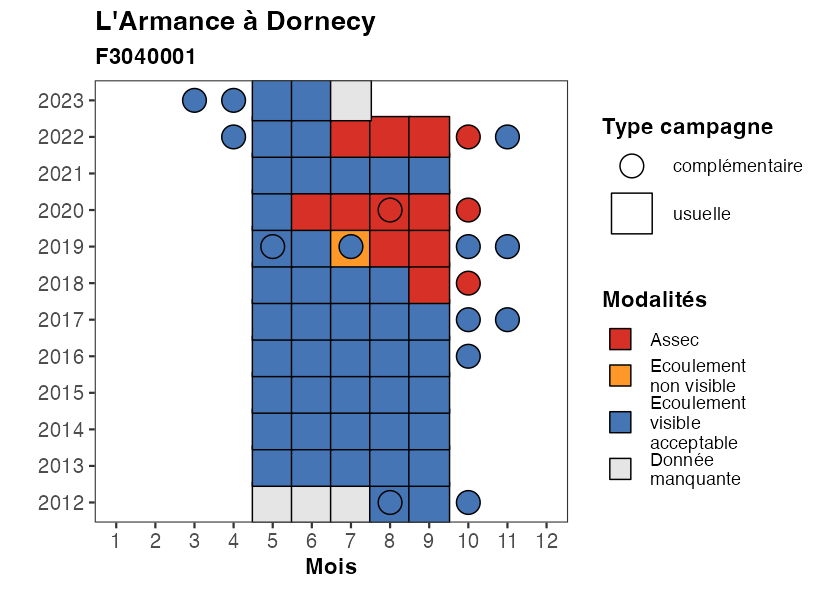 L'Armance à Dornecy
F3040001
2023
2022
2021
2020
2019
2018
2017
2016
2015
2014
2013
2012
1 2 3 4 5 6 7 8 9 10 11 12
Mois
Type campagne
complémentaire
usuelle
Modalités
Assec
Ecoulement
non visible
Ecoulement
visible
acceptable
Donnée
manquante